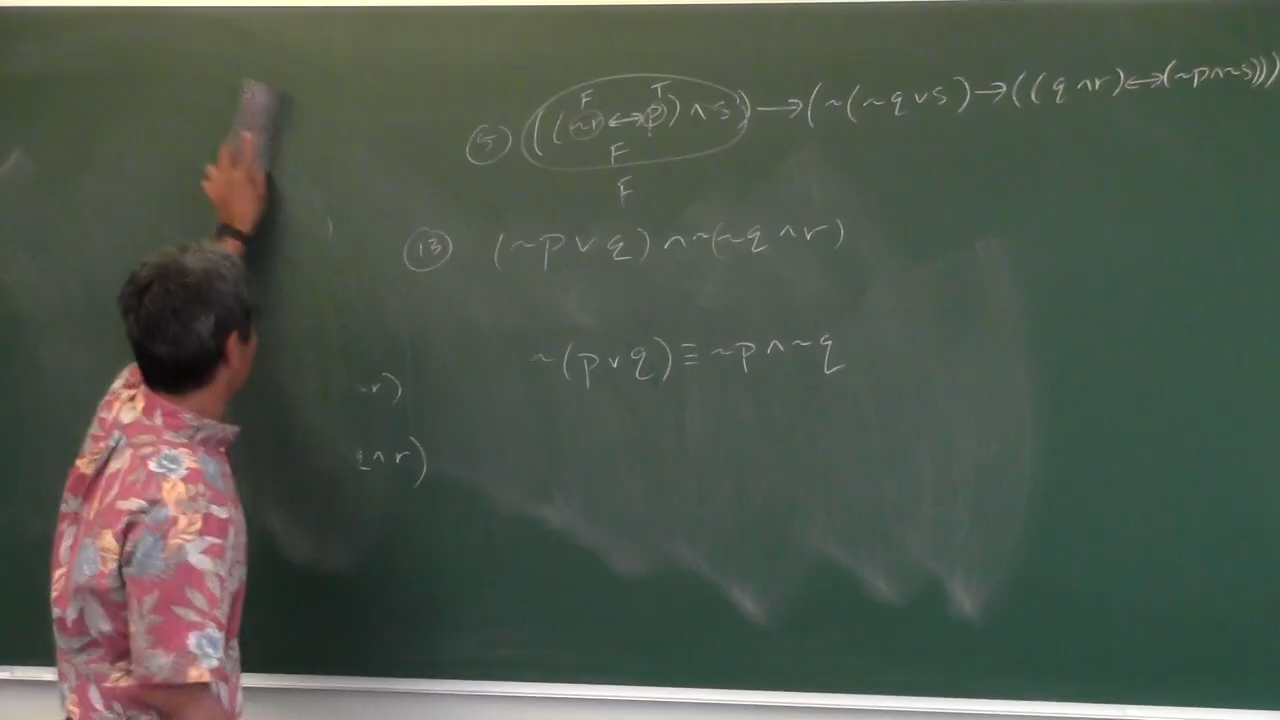 F T
⑤ ((~r ↔ p) ∧ s) → (~(~q ∨ s) → ((q ∧ r) ↔ (~p ∧ ~s)))
F
F
)
⑬ (~p ∨ q) ∧ ~(~q ∧ r)
~(p ∨ q) ≡ ~p ∧ ~q
r)
∧ r)